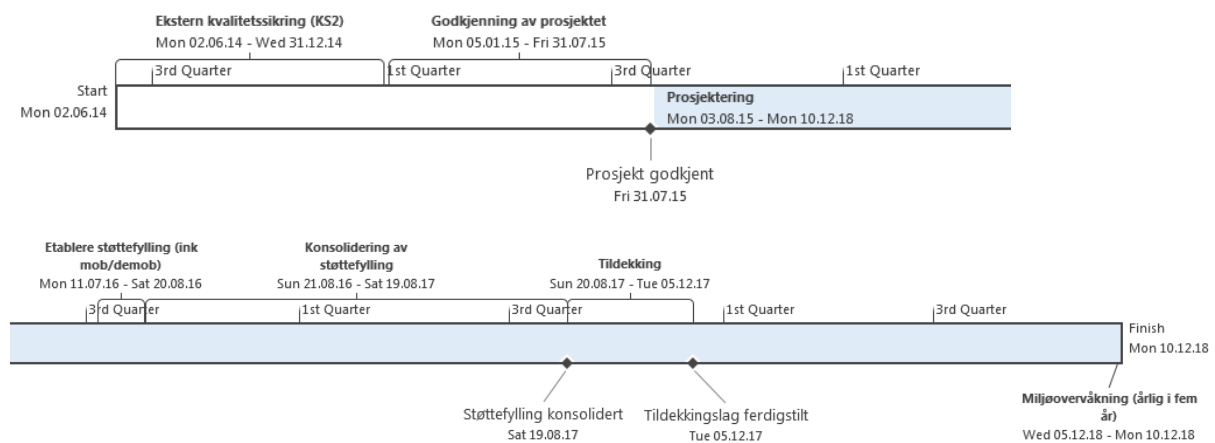 Ekstern kvalitetssikring (KS2)
Mon 02.06.14 - Wed 31.12.14
Godkjenning av prosjektet
Mon 05.01.15 - Fri 31.07.15
3rd Quarter
1st Quarter
3rd Quarter
1st Quarter
Start
Mon 02.06.14
Prosjektering
Mon 03.08.15 - Mon 10.12.18
Prosjekt godkjent
Fri 31.07.15
Etablere støttefylling (ink
mob/demob)
Mon 11.07.16 - Sat 20.08.16
Konsolidering av
støttefylling
Sun 21.08.16 - Sat 19.08.17
Tildekking
Sun 20.08.17 - Tue 05.12.17
3rd Quarter
1st Quarter
3rd Quarter
1st Quarter
3rd Quarter
Finish
Mon 10.12.18
Støttefylling konsolidert
Sat 19.08.17
Tildekkingslag ferdigstilt
Tue 05.12.17
Miljøovervåkning (årlig i fem
år)
Wed 05.12.18 - Mon 10.12.18